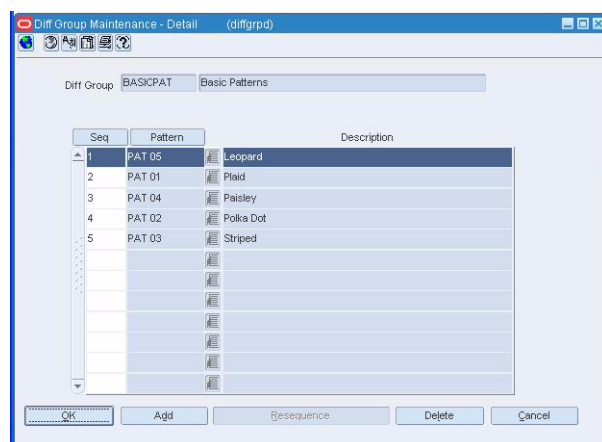 Diff Group Maintenance - Detail (diffgrpd)
Diff Group BASICPAT Basic Patterns
Seq Pattern Description
1 PAT 05 Leopard
2 PAT 01 Plaid
3 PAT 04 Paisley
4 PAT 02 Polka Dot
5 PAT 03 Striped
OK Add Resequence Delete Cancel